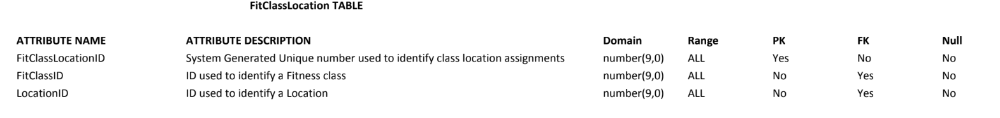 FitClassLocation TABLE
ATTRIBUTE NAME ATTRIBUTE DESCRIPTION Domain Range PK FK Null
FitClassLocationID System Generated Unique number used to identify class location assignments number(9,0) ALL Yes No No
FitClassID ID used to identify a Fitness class number(9,0) ALL No Yes No
LocationID ID used to identify a Location number(9,0) ALL No Yes No